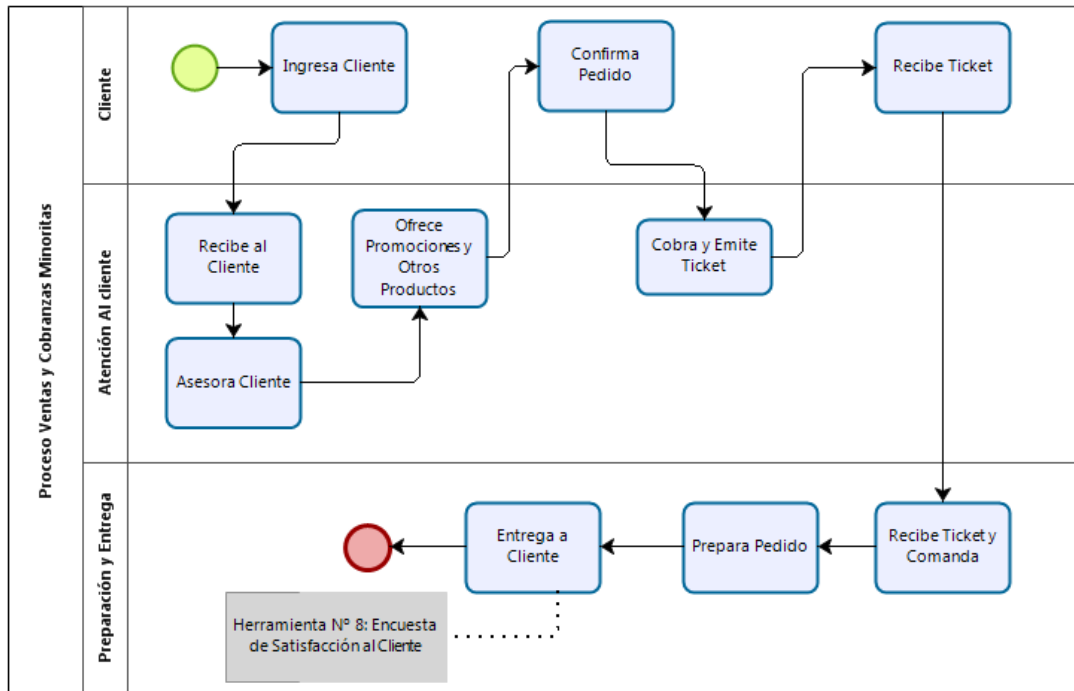 Proceso Ventas y Cobranzas Minoritas
Cliente
Ingresa Cliente
Confirma
Pedido
Recibe Ticket
Atención Al cliente
Recibe al
Cliente
Ofrece
Promociones y
Otros
Productos
Cobra y Emite
Ticket
Asesora Cliente
Preparación y Entrega
Entrega a
Cliente
Prepara Pedido
Recibe Ticket y
Comanda
Herramienta Nº 8: Encuesta
de Satisfacción al Cliente